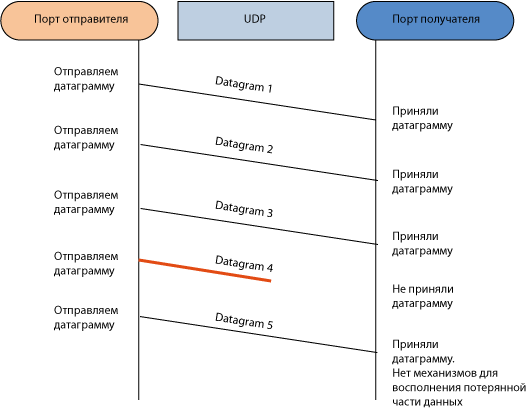 Порт отправителя
UDP
Порт получателя
Отправляем
датаграмму
Datagram 1
Приняли
датаграмму
Отправляем
датаграмму
Datagram 2
Приняли
датаграмму
Отправляем
датаграмму
Datagram 3
Приняли
датаграмму
Отправляем
датаграмму
Datagram 4
Не приняли
датаграмму
Отправляем
датаграмму
Datagram 5
Приняли
датаграмму.
Нет механизмов для
восполнения потерянной
части данных